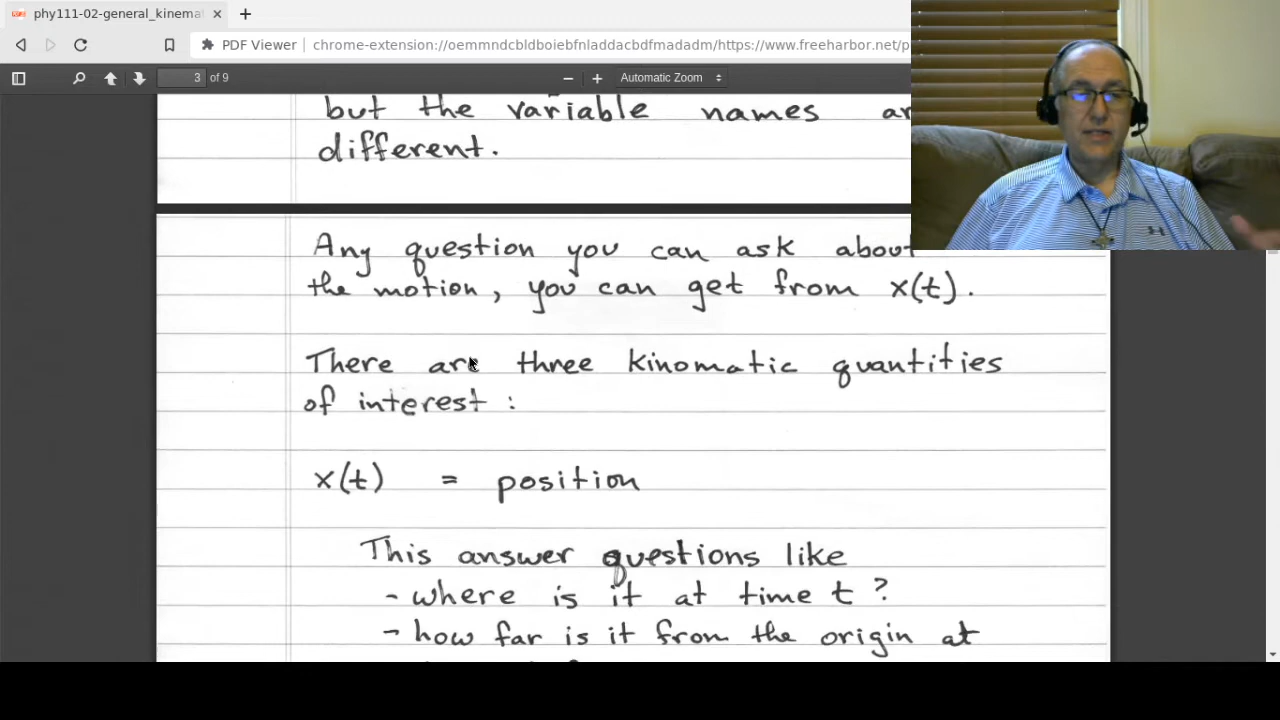 phy111-02-general_kinema
PDF Viewer chrome-extension://oemmndcbldboiebfnladdacbdfmadadm/https://www.freeharbor.net/p
3 of 9
Automatic Zoom
but the variable names
different.
Any question you can ask about
the motion, you can get from x(t).
There are three kinomatic quantities
of interest :
x(t) = position
This answer questions like
- where is it at time t ?
- how far is it from the origin at